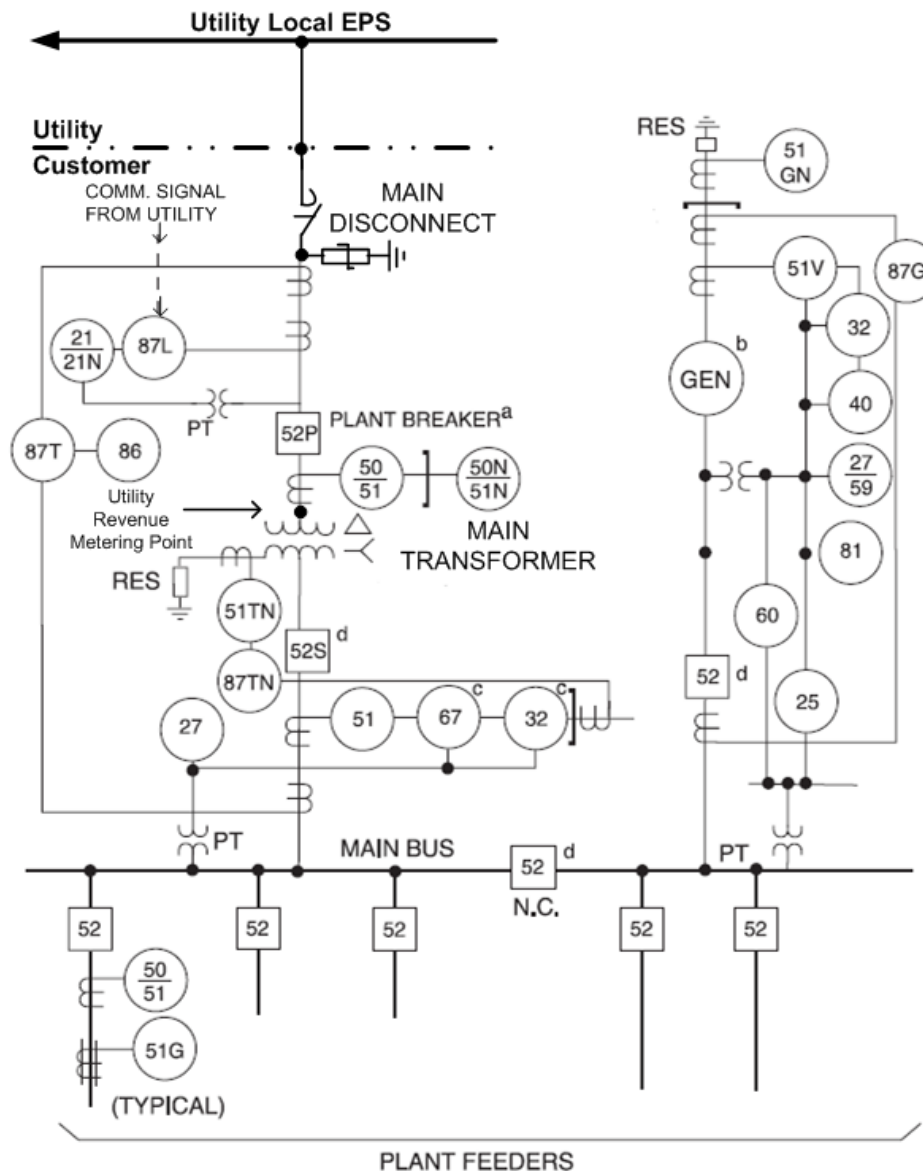 Utility Local EPS
Utility
Customer
COMM. SIGNAL
FROM UTILITY
MAIN
DISCONNECT
RES
51
GN
87G
51V
32
40
27
59
81
60
25
GEN
b
52
d
21
21N
87L
PT
52P
PLANT BREAKER a
87T
86
50
51
50N
51N
Utility
Revenue
Metering Point
MAIN
TRANSFORMER
RES
51TN
87TN
52S
d
27
51
67
c
32
c
PT
MAIN BUS
52
d
N.C.
PT
52
52
52
52
52
50
51
51G
(TYPICAL)
PLANT FEEDERS